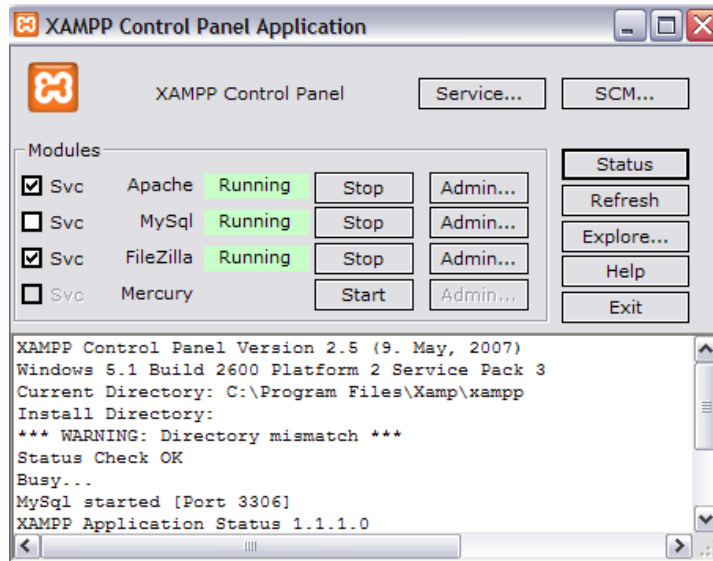 XAMPP Control Panel Application
XAMPP Control Panel Service... SCM...
Modules
Svc Apache Running Stop Admin...
Svc MySql Running Stop Admin...
Svc FileZilla Running Stop Admin...
Svc Mercury Start Admin...
Status
Refresh
Explore...
Help
Exit
XAMPP Control Panel Version 2.5 (9. May, 2007)
Windows 5.1 Build 2600 Platform 2 Service Pack 3
Current Directory: C:\Program Files\Xamp\xampp
Install Directory:
*** WARNING: Directory mismatch ***
Status Check OK
Busy...
MySql started [Port 3306]
XAMPP Application Status 1.1.1.0